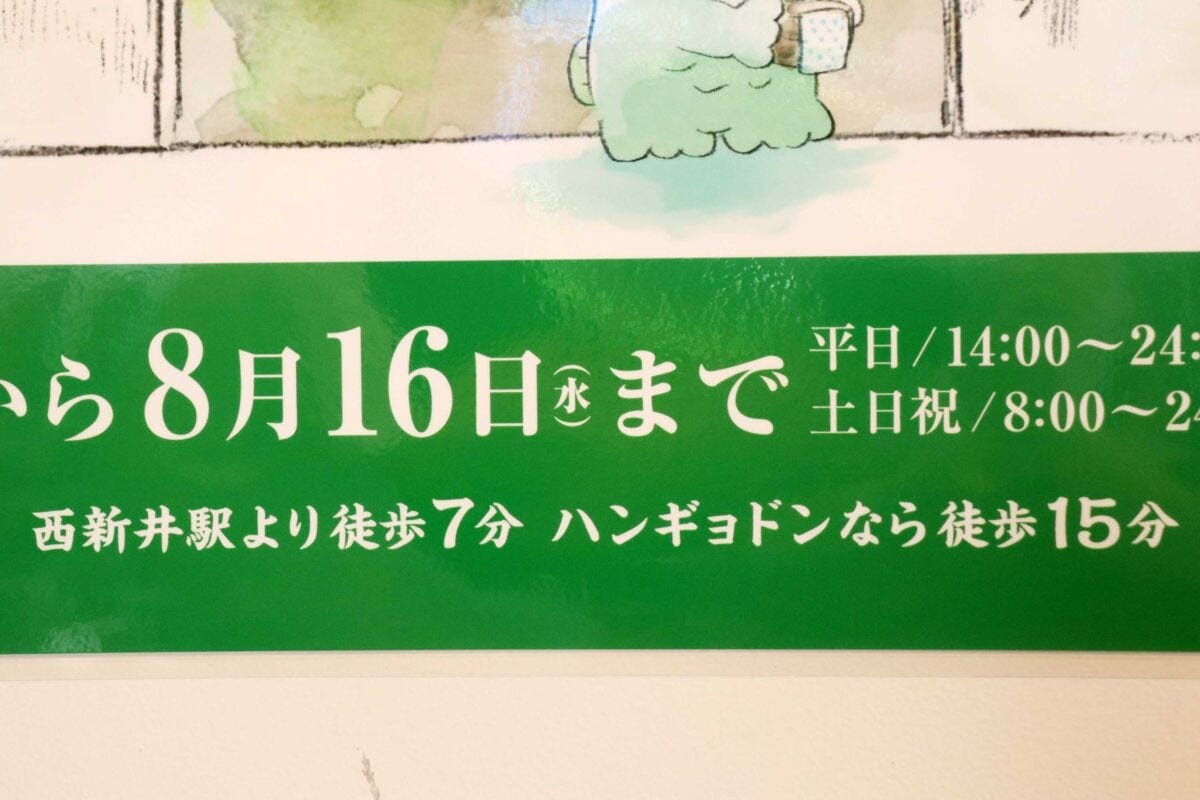 から8月16日(水)まで
平日/14:00〜24:
土日祝/8:00〜24
西新井駅より徒歩7分 ハンギョドンなら徒歩15分